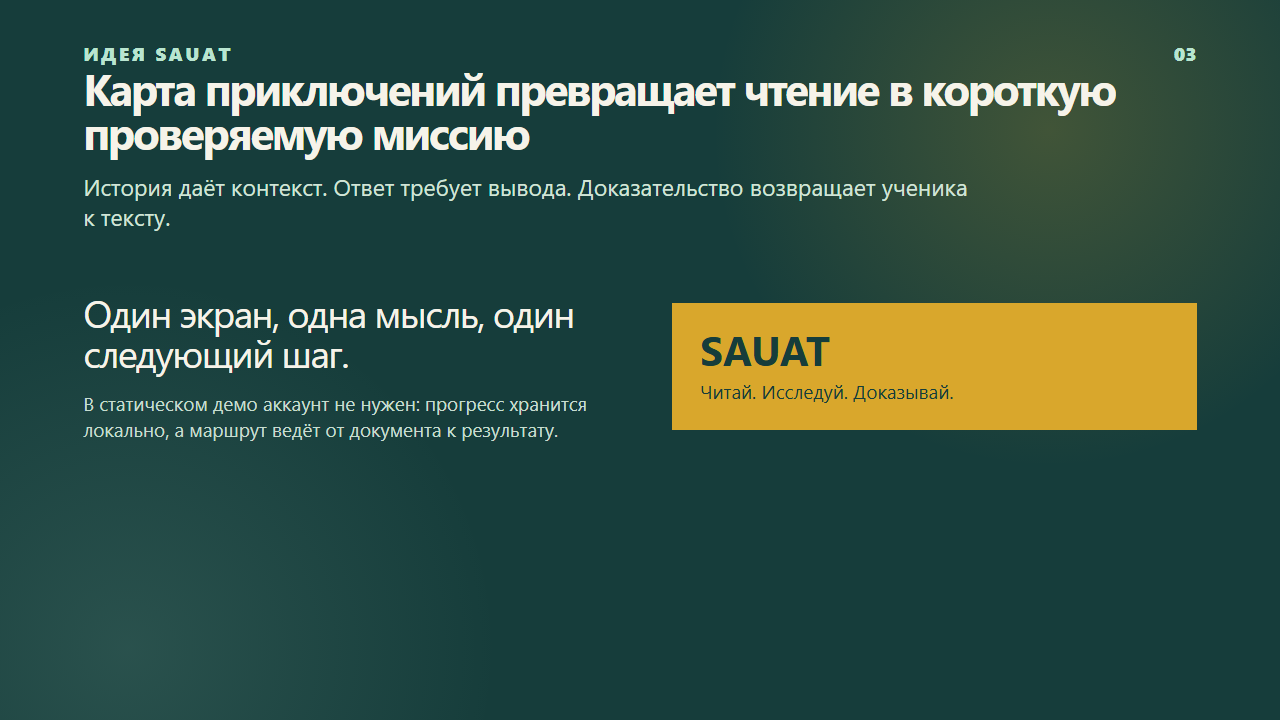 ИДЕЯ SAUAT
03
Карта приключений превращает чтение в короткую
проверяемую миссию
История даёт контекст. Ответ требует вывода. Доказательство возвращает ученика
к тексту.
Один экран, одна мысль, один
следующий шаг.
В статическом демо аккаунт не нужен: прогресс хранится
локально, а маршрут ведёт от документа к результату.
SAUAT
Читай. Исследуй. Доказывай.